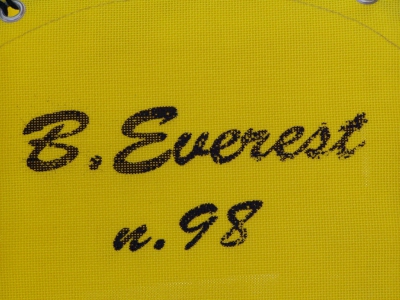 B. Everest
n. 98